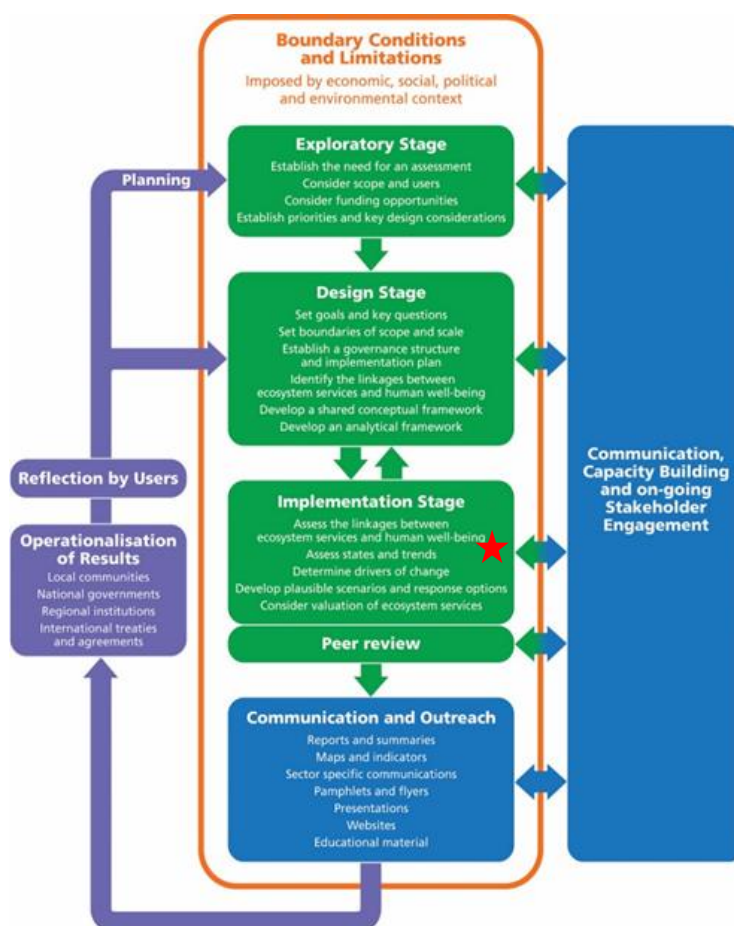 Boundary Conditions
and Limitations
Imposed by economic, social, political
and environmental context
Exploratory Stage
Establish the need for an assessment
Consider scope and users
Consider funding opportunities
Establish priorities and key design considerations
Planning
Design Stage
Set goals and key questions
Set boundaries of scope and scale
Establish a governance structure
and implementation plan
Identify the linkages between
ecosystem services and human well-being
Develop a shared conceptual framework
Develop an analytical framework
Reflection by Users
Operationalisation
of Results
Local communities
National governments
Regional institutions
International treaties
and agreements
Implementation Stage
Assess the linkages between
ecosystem services and human well-being
Assess states and trends
Determine drivers of change
Develop plausible scenarios and response options
Consider valuation of ecosystem services
Peer review
Communication and Outreach
Reports and summaries
Maps and indicators
Sector specific communications
Pamphlets and flyers
Presentations
Websites
Educational material
Communication,
Capacity Building
and on-going
Stakeholder
Engagement